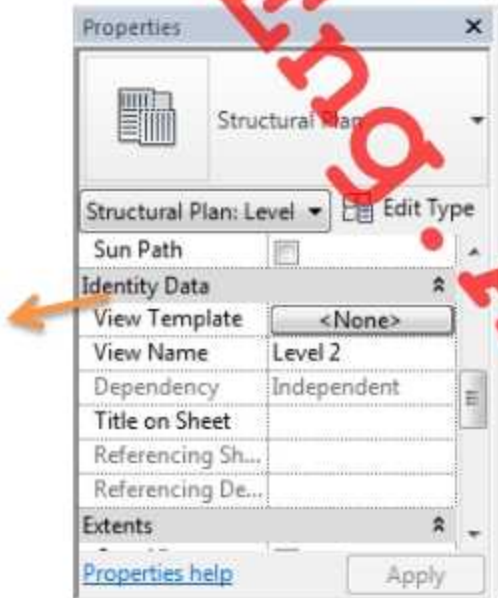 Properties
Structural Plan
Structural Plan: Level
Edit Type
Sun Path
Identity Data
View Template <None>
View Name Level 2
Dependency Independent
Title on Sheet
Referencing Sh...
Referencing De...
Extents
Properties help Apply
Eng.